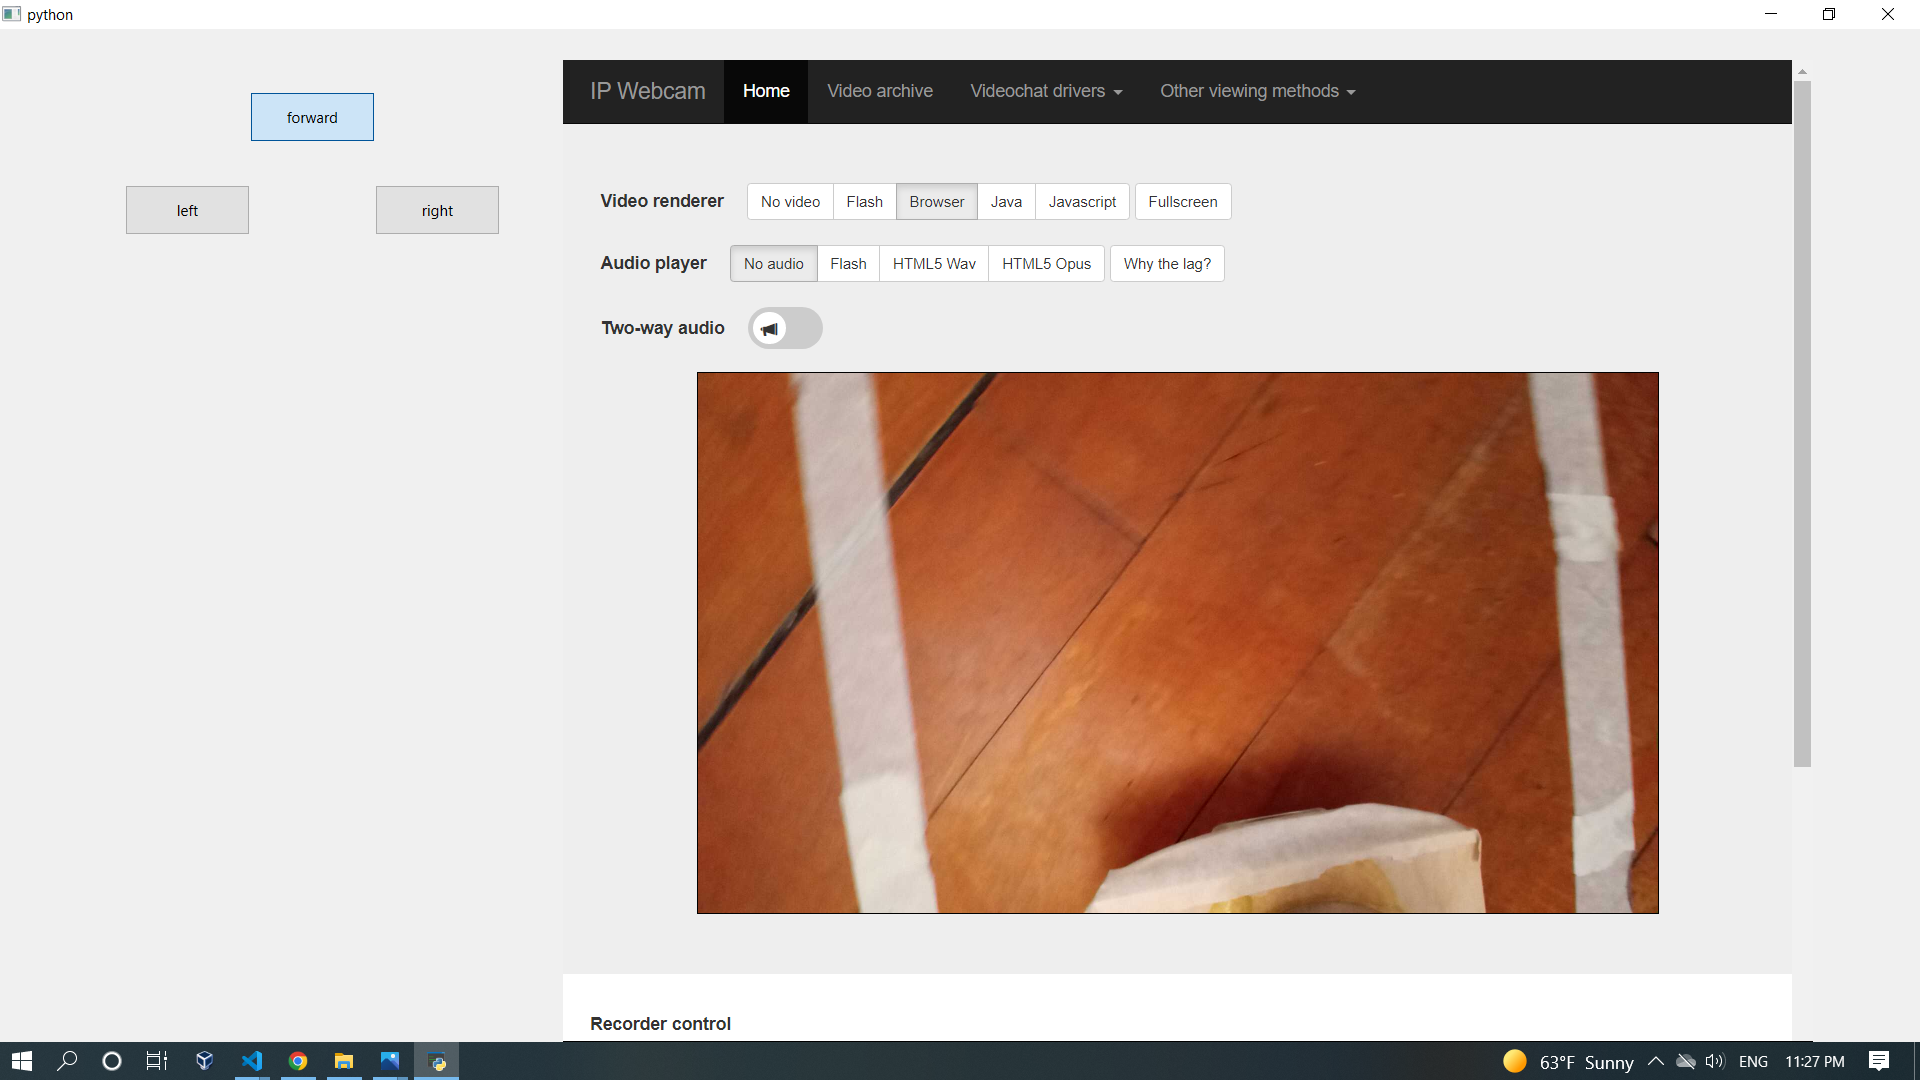 python
forward
left
right
IP Webcam Home Video archive Videochat drivers Other viewing methods
Video renderer No video Flash Browser Java Javascript Fullscreen
Audio player No audio Flash HTML5 Wav HTML5 Opus Why the lag?
Two-way audio
Recorder control
63°F Sunny ENG 11:27 PM